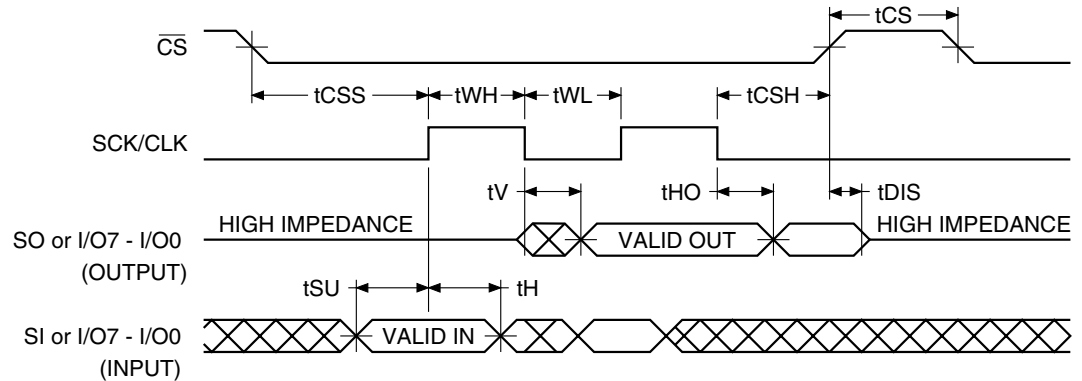 tCS
C̅S̅
tCSS tWH tWL tCSH
SCK/CLK
tV tHO tDIS
HIGH IMPEDANCE VALID OUT HIGH IMPEDANCE
SO or I/O7 - I/O0
(OUTPUT)
tSU tH
SI or I/O7 - I/O0 VALID IN
(INPUT)